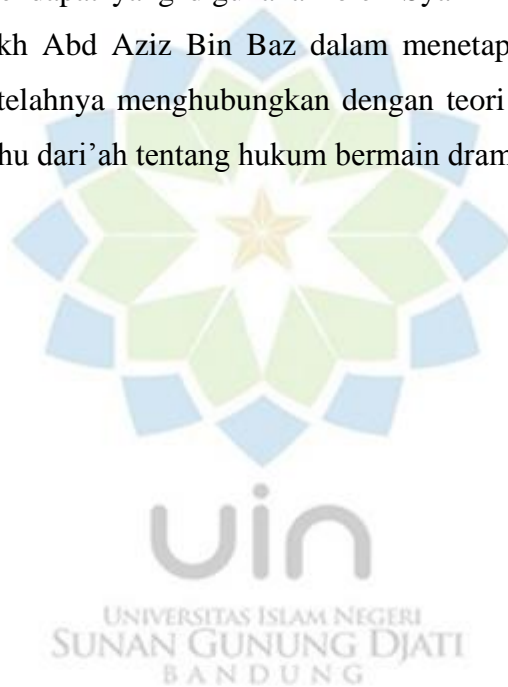 kh Abd Aziz Bin Baz dalam menetap
telahnya menghubungkan dengan teori
hu dari'ah tentang hukum bermain dram
uin
UNIVERSITAS ISLAM NEGERI
SUNAN GUNUNG DJATI
BANDUNG